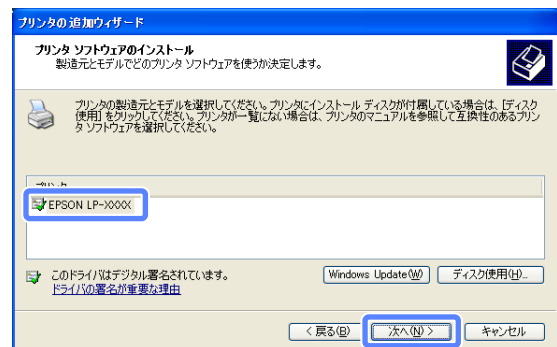 プリンタの追加ウィザード
プリンタ ソフトウェアのインストール
製造元とモデルでどのプリンタ ソフトウェアを使うか決定します。
プリンタの製造元とモデルを選択してください。プリンタにインストール ディスクが付属している場合は、[ディスク
使用] をクリックしてください。プリンタが一覧にない場合は、プリンタのマニュアルを参照して互換性のあるプリン
タ ソフトウェアを選択してください。
プリンタ
EPSON LP-XXXX
このドライバはデジタル署名されています。
ドライバの署名が重要な理由
Windows Update(W)
ディスク使用(H)...
< 戻る(B)
次へ(N) >
キャンセル